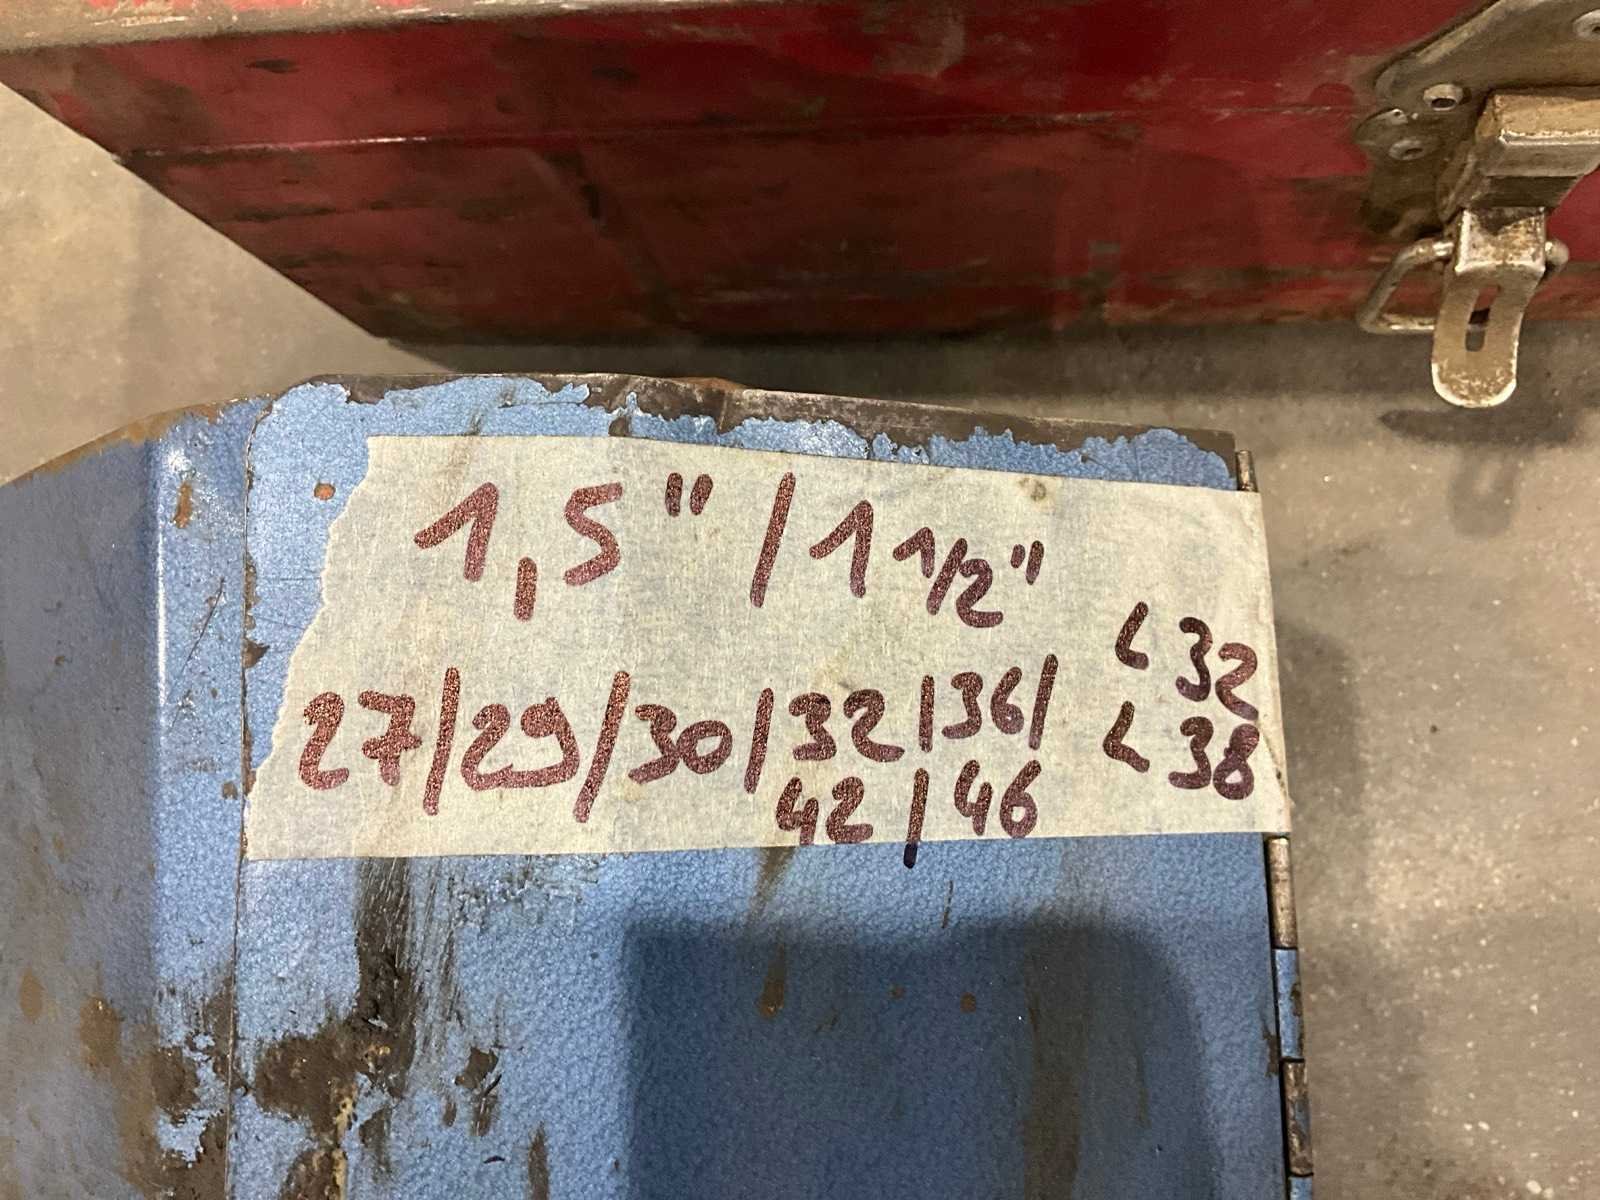 1,5" / 1 1/2"
< 32
27/29/30/32/36/
< 38
42/46